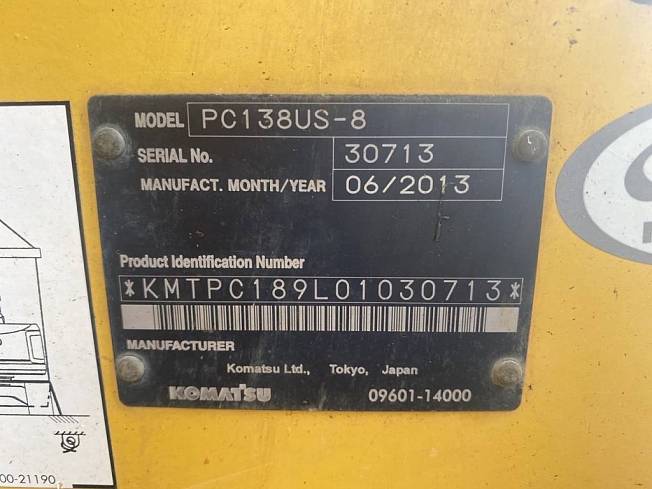 MODEL PC138US-8
SERIAL No. 30713
MANUFACT. MONTH/YEAR 06/2013
Product Identification Number
*KMTPC189L01030713*
MANUFACTURER
Komatsu Ltd., Tokyo, Japan
KOMATSU 09601-14000
00-21190